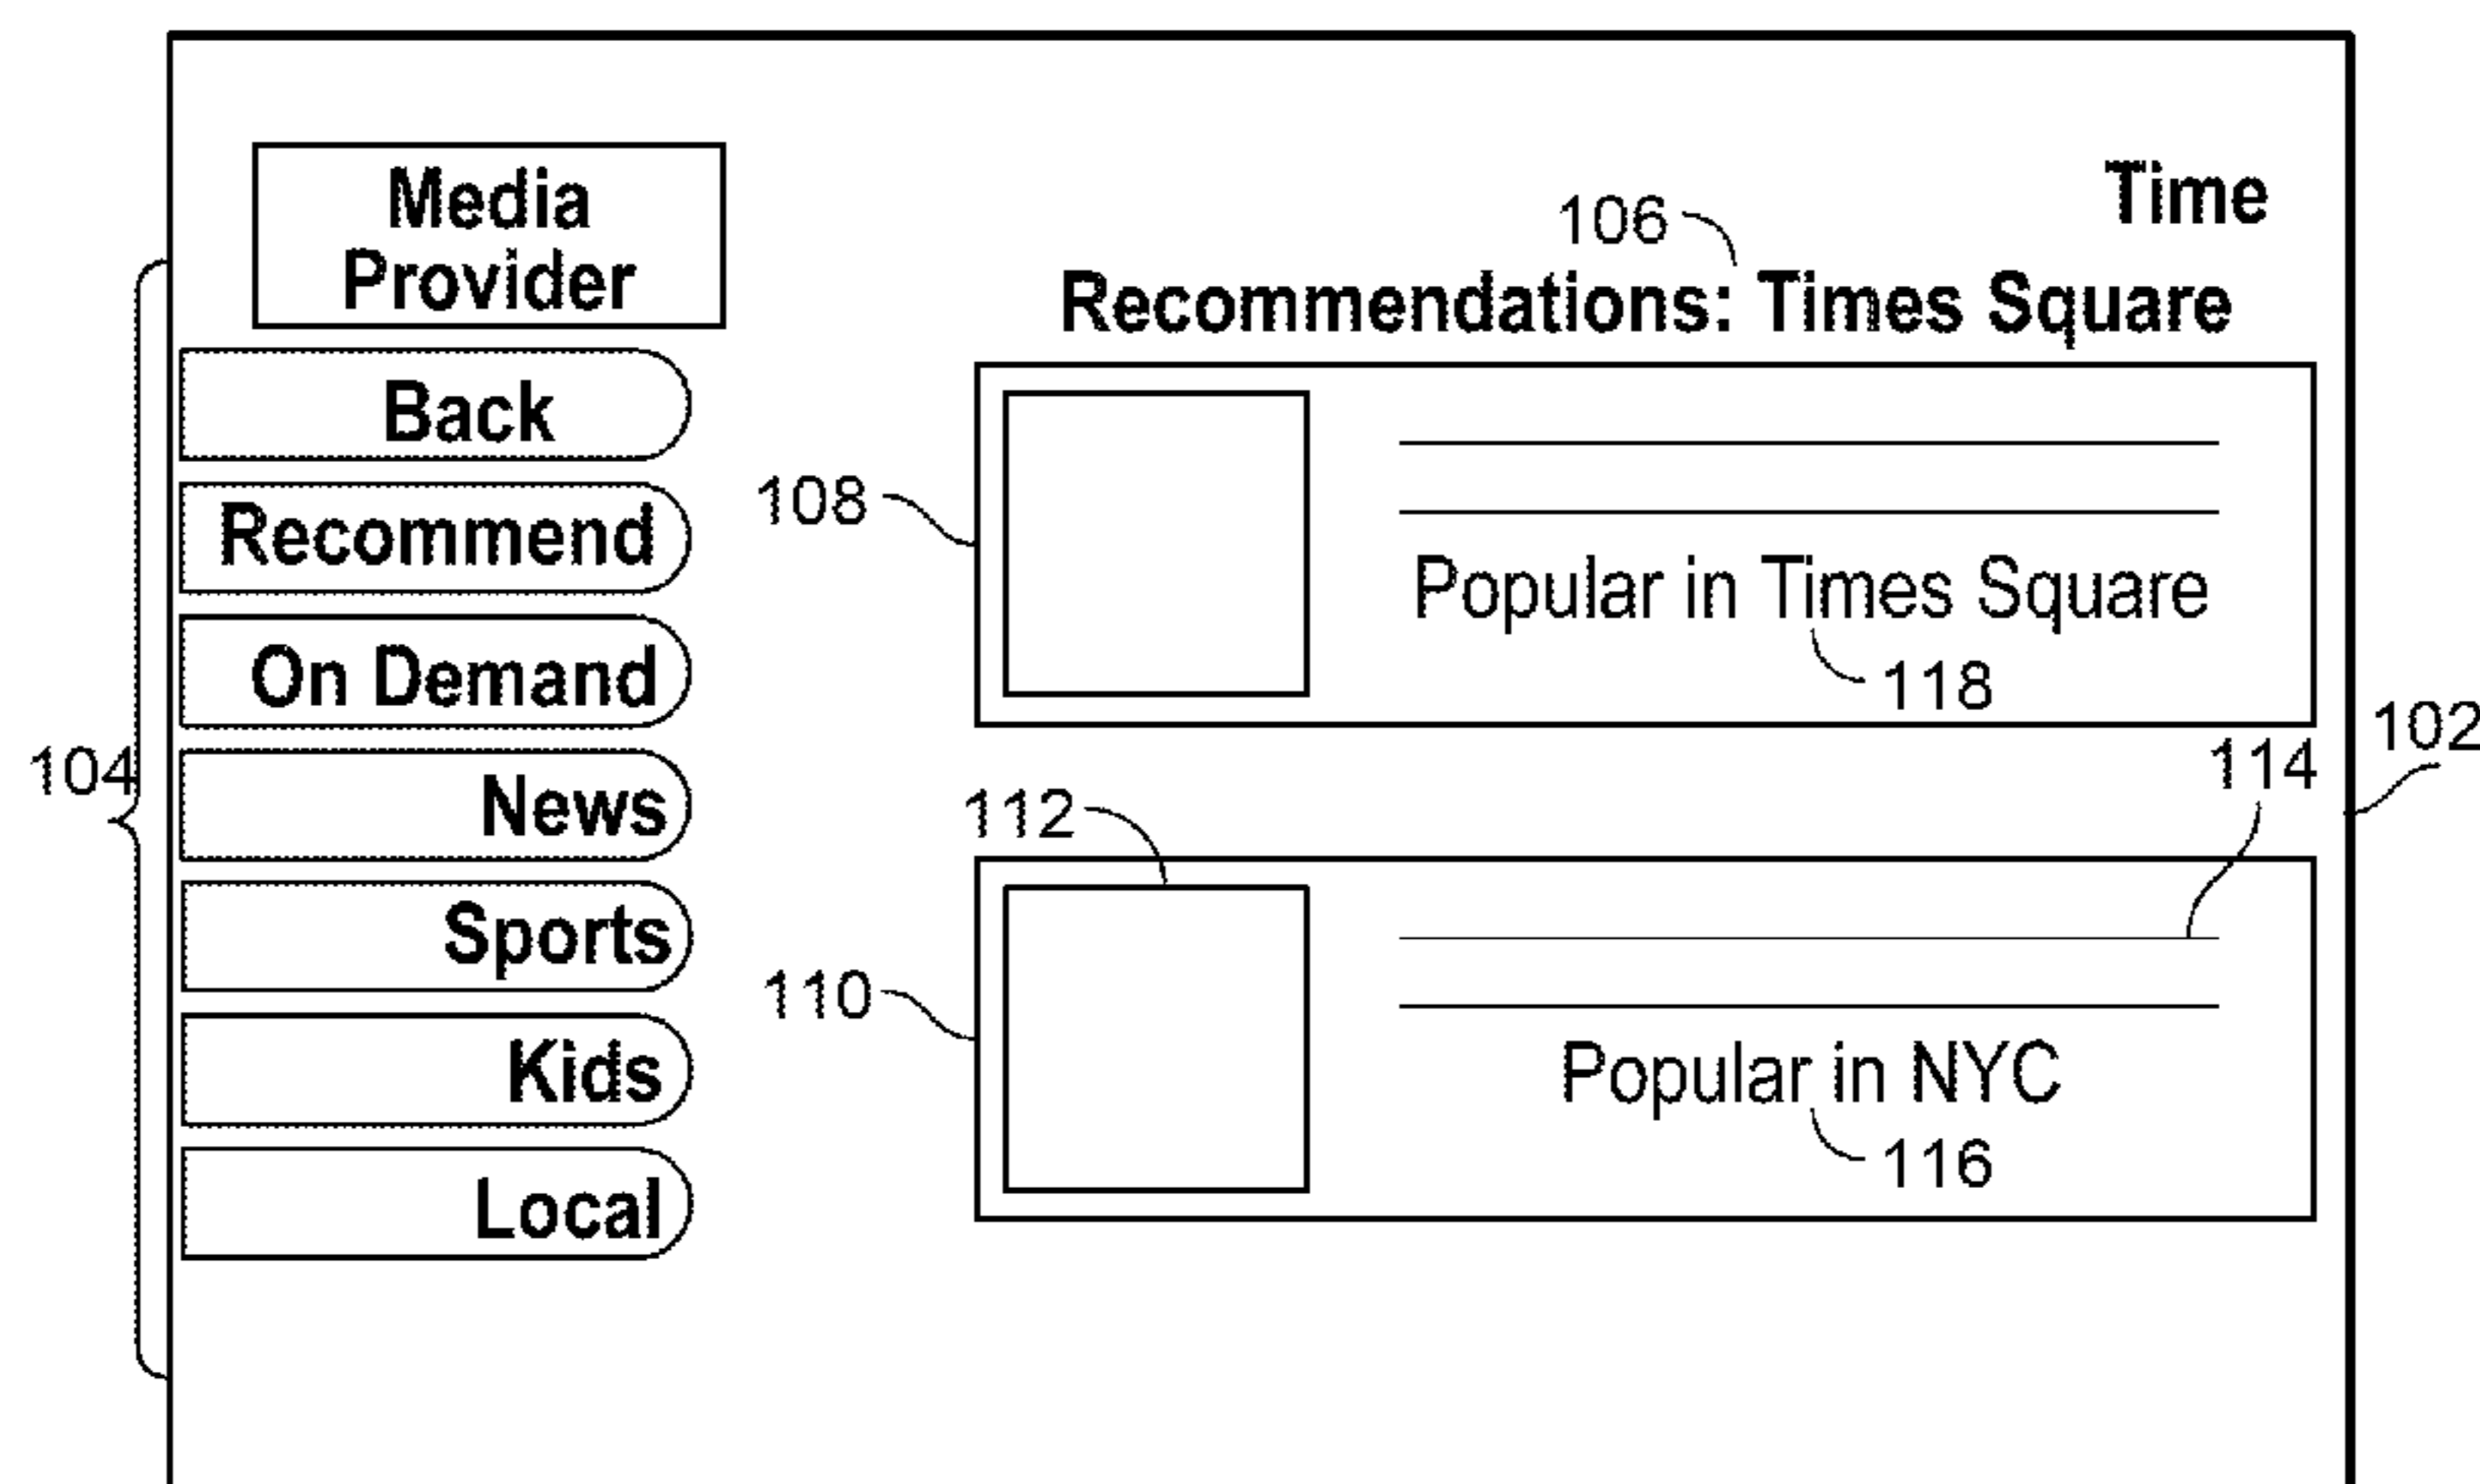 Media
Provider
Time
106
Recommendations: Times Square
Back
Recommend
On Demand
News
Sports
Kids
Local
104
108
Popular in Times Square
118
102
114
112
110
Popular in NYC
116